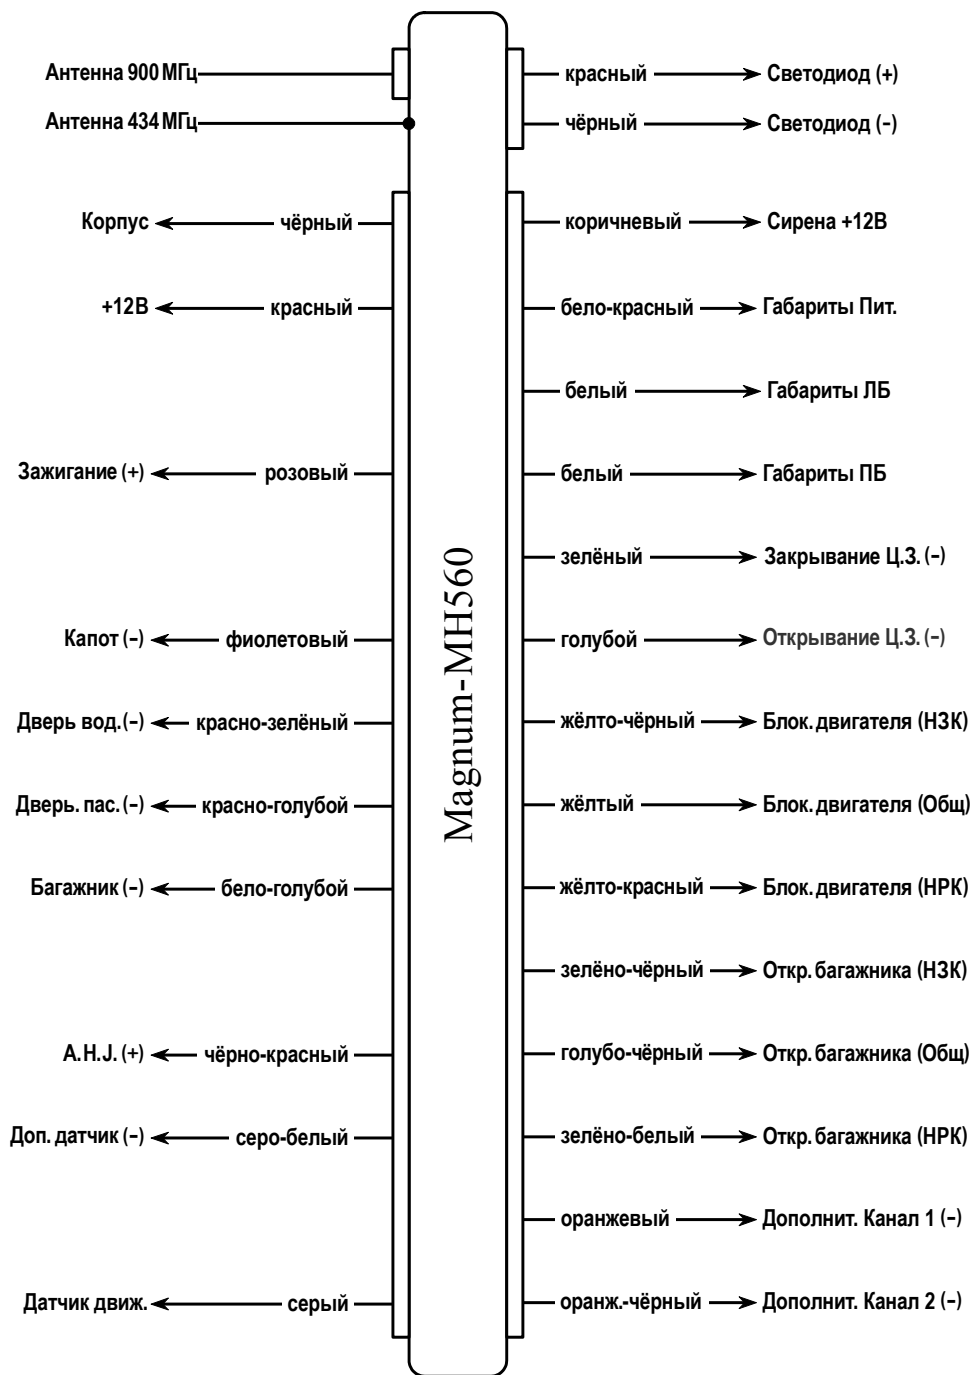 Антенна 900 МГц
красный Светодиод (+)
Антенна 434 МГц
чёрный Светодиод (-)
Корпус чёрный
коричневый Сирена +12В
+12В красный
бело-красный Габариты Пит.
белый Габариты ЛБ
Зажигание (+) розовый
белый Габариты ПБ
зелёный Закрывание Ц.З. (-)
Капот (-) фиолетовый
голубой Открывание Ц.З. (-)
Дверь вод. (-) красно-зелёный
жёлто-чёрный Блок. двигателя (НЗК)
Дверь. пас. (-) красно-голубой
жёлтый Блок. двигателя (Общ)
Багажник (-) бело-голубой
жёлто-красный Блок. двигателя (НРК)
зелёно-чёрный Откр. багажника (НЗК)
A.H.J. (+) чёрно-красный
голубо-чёрный Откр. багажника (Общ)
Доп. датчик (-) серо-белый
зелёно-белый Откр. багажника (НРК)
оранжевый Дополнит. Канал 1 (-)
Датчик движ. серый
оранж.-чёрный Дополнит. Канал 2 (-)
Magnum-MH560